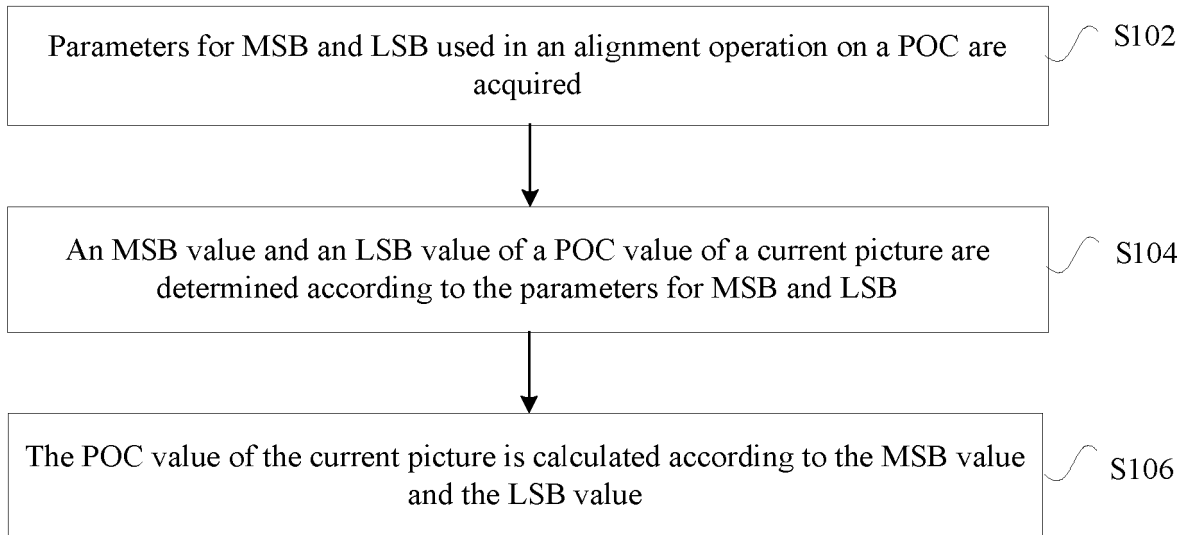 Parameters for MSB and LSB used in an alignment operation on a POC are
acquired
S102
An MSB value and an LSB value of a POC value of a current picture are
determined according to the parameters for MSB and LSB
S104
The POC value of the current picture is calculated according to the MSB value
and the LSB value
S106